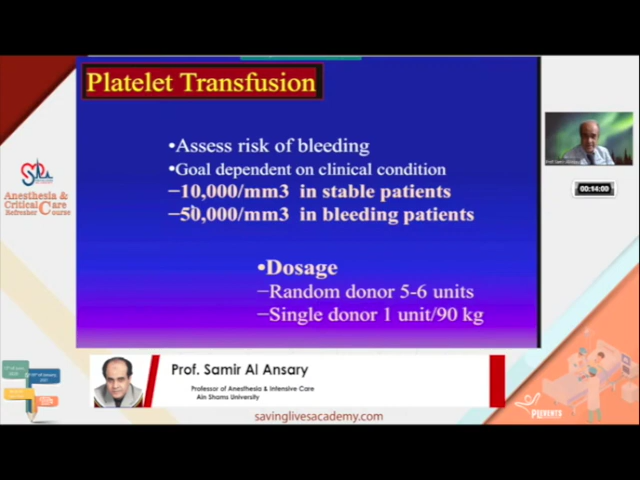 Platelet Transfusion
•Assess risk of bleeding
•Goal dependent on clinical condition
–10,000/mm3 in stable patients
–50,000/mm3 in bleeding patients
•Dosage
–Random donor 5-6 units
–Single donor 1 unit/90 kg
Anesthesia &
Critical Care
Refresher Course
00:14:00
Prof. Samir Al Ansary
Professor of Anesthesia & Intensive Care
Ain Shams University
savinglivesacademy.com